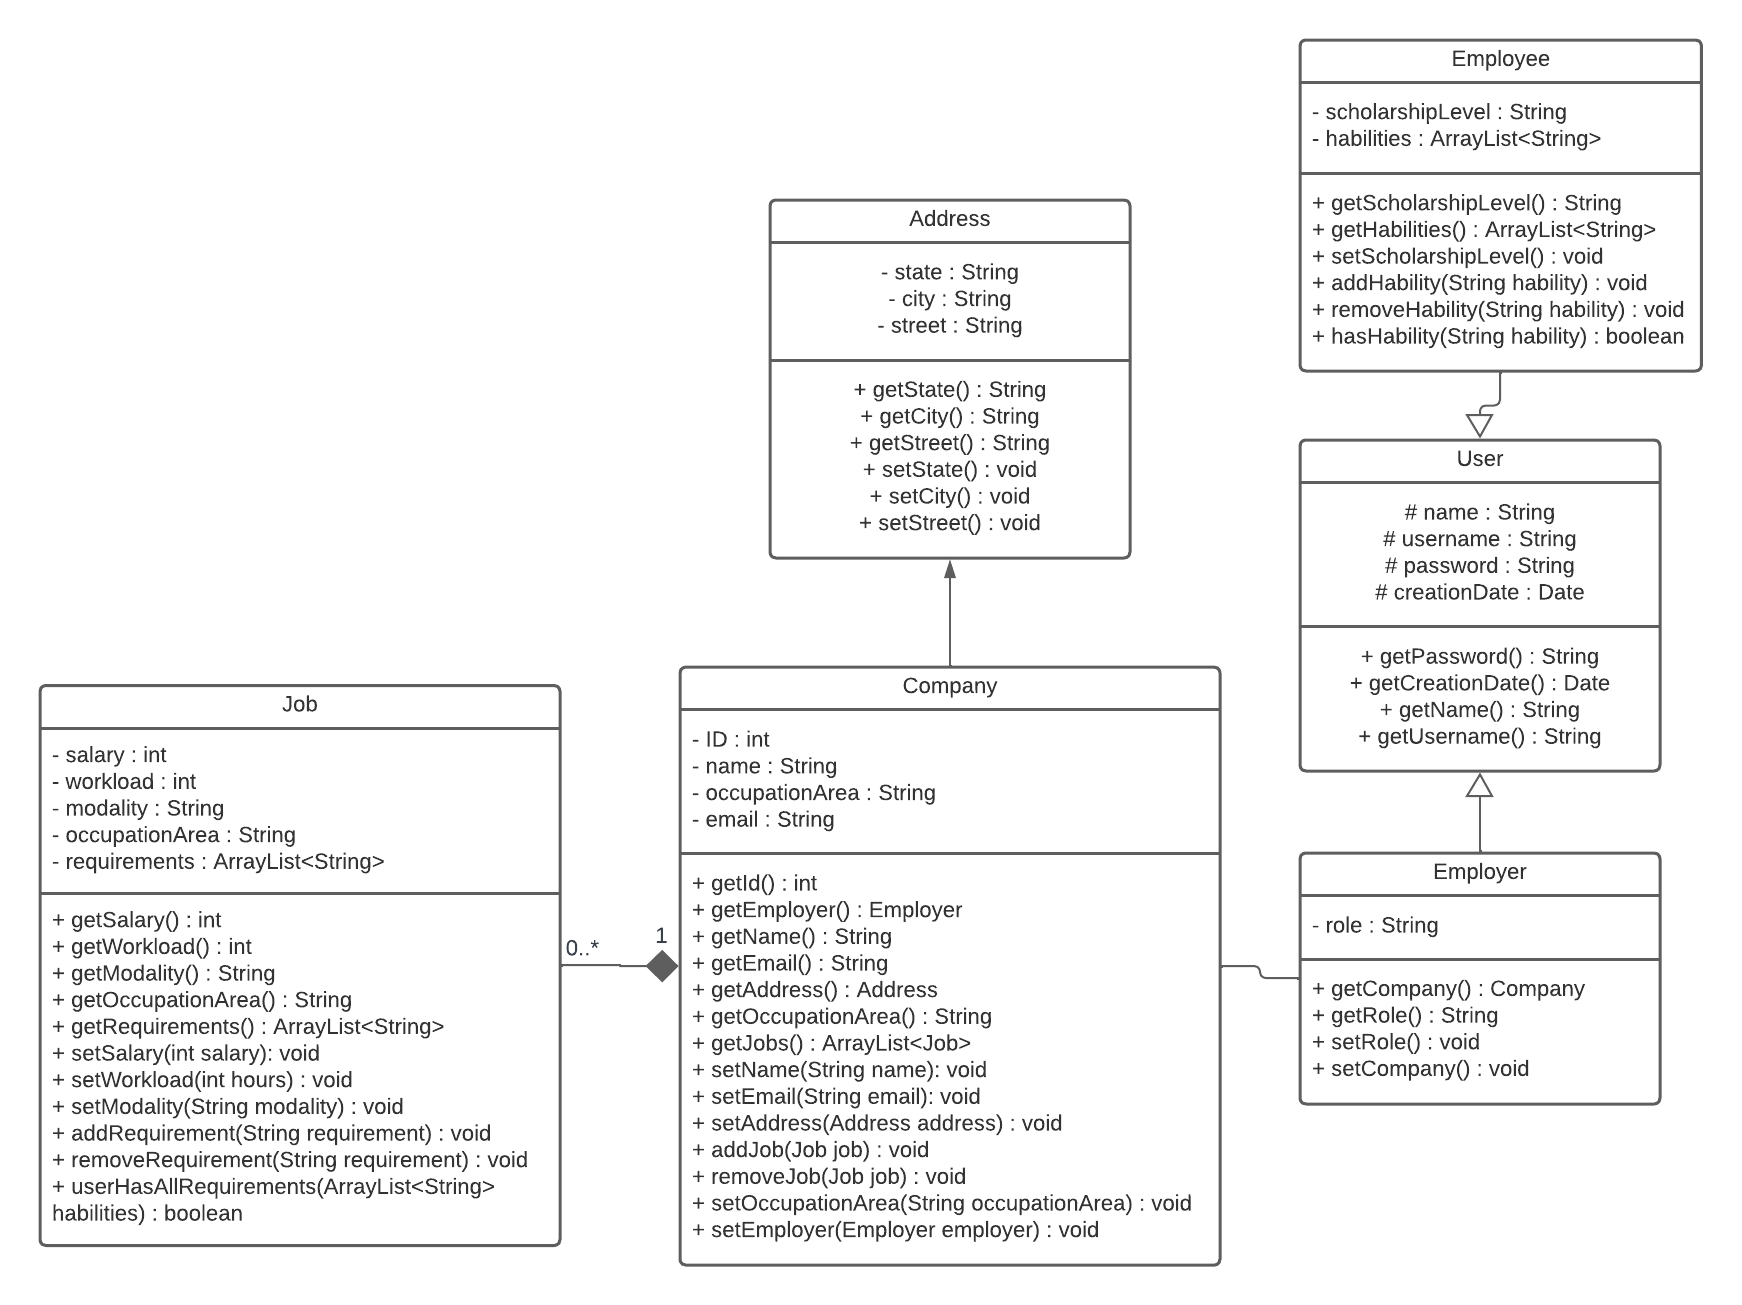 Employee
- scholarshipLevel : String
- habilities : ArrayList<String>
+ getScholarshipLevel() : String
+ getHabilities() : ArrayList<String>
+ setScholarshipLevel() : void
+ addHability(String hability) : void
+ removeHability(String hability) : void
+ hasHability(String hability) : boolean
Address
- state : String
- city : String
- street : String
+ getState() : String
+ getCity() : String
+ getStreet() : String
+ setState() : void
+ setCity() : void
+ setStreet() : void
User
# name : String
# username : String
# password : String
# creationDate : Date
+ getPassword() : String
+ getCreationDate() : Date
+ getName() : String
+ getUsername() : String
Job
- salary : int
- workload : int
- modality : String
- occupationArea : String
- requirements : ArrayList<String>
+ getSalary() : int
+ getWorkload() : int
+ getModality() : String
+ getOccupationArea() : String
+ getRequirements() : ArrayList<String>
+ setSalary(int salary): void
+ setWorkload(int hours) : void
+ setModality(String modality) : void
+ addRequirement(String requirement) : void
+ removeRequirement(String requirement) : void
+ userHasAllRequirements(ArrayList<String>
habilities) : boolean
0..*
1
Company
- ID : int
- name : String
- occupationArea : String
- email : String
+ getId() : int
+ getEmployer() : Employer
+ getName() : String
+ getEmail() : String
+ getAddress() : Address
+ getOccupationArea() : String
+ getJobs() : ArrayList<Job>
+ setName(String name): void
+ setEmail(String email): void
+ setAddress(Address address) : void
+ addJob(Job job) : void
+ removeJob(Job job) : void
+ setOccupationArea(String occupationArea) : void
+ setEmployer(Employer employer) : void
Employer
- role : String
+ getCompany() : Company
+ getRole() : String
+ setRole() : void
+ setCompany() : void